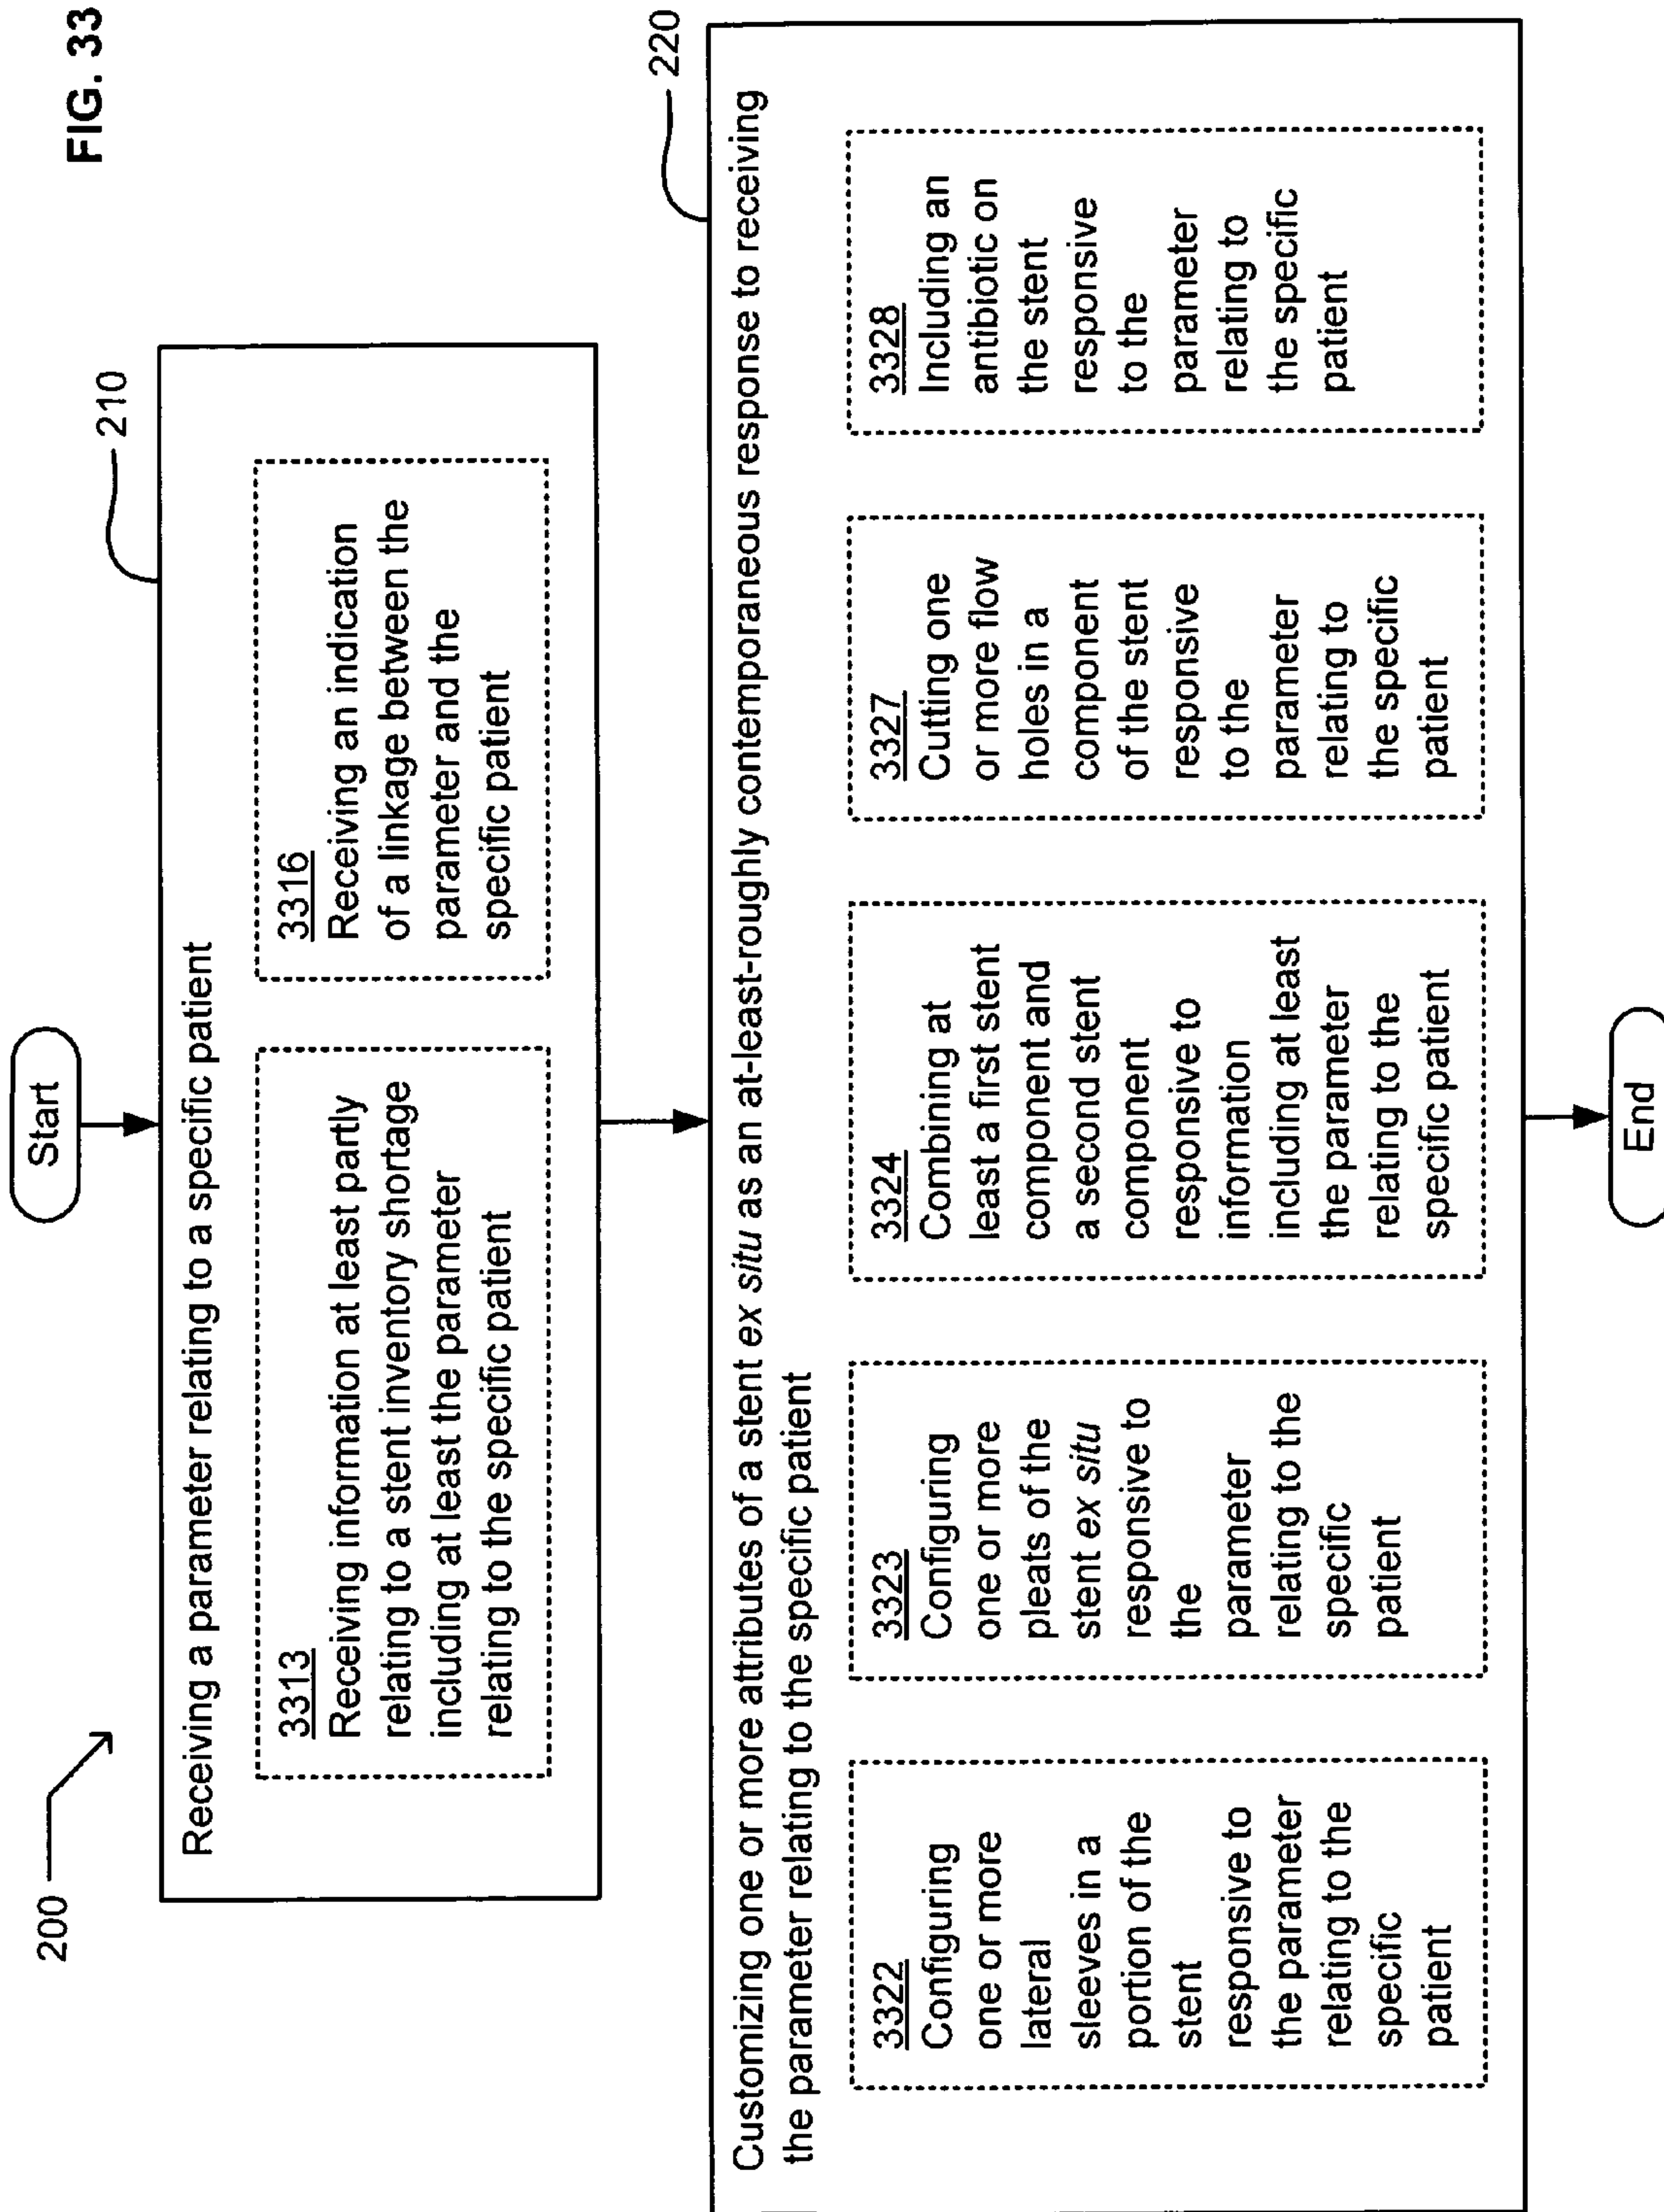 FIG. 33
200
Start
210
Receiving a parameter relating to a specific patient
3313
Receiving information at least partly
relating to a stent inventory shortage
including at least the parameter
relating to the specific patient
3316
Receiving an indication
of a linkage between the
parameter and the
specific patient
220
Customizing one or more attributes of a stent ex situ as an at-least-roughly contemporaneous response to receiving
the parameter relating to the specific patient
3322
Configuring
one or more
lateral
sleeves in a
portion of the
stent
responsive to
the parameter
relating to the
specific
patient
3323
Configuring
one or more
pleats of the
stent ex situ
responsive to
the
parameter
relating to the
specific
patient
3324
Combining at
least a first stent
component and
a second stent
component
responsive to
information
including at least
the parameter
relating to the
specific patient
3327
Cutting one
or more flow
holes in a
component
of the stent
responsive
to the
parameter
relating to
the specific
patient
3328
Including an
antibiotic on
the stent
responsive
to the
parameter
relating to
the specific
patient
End